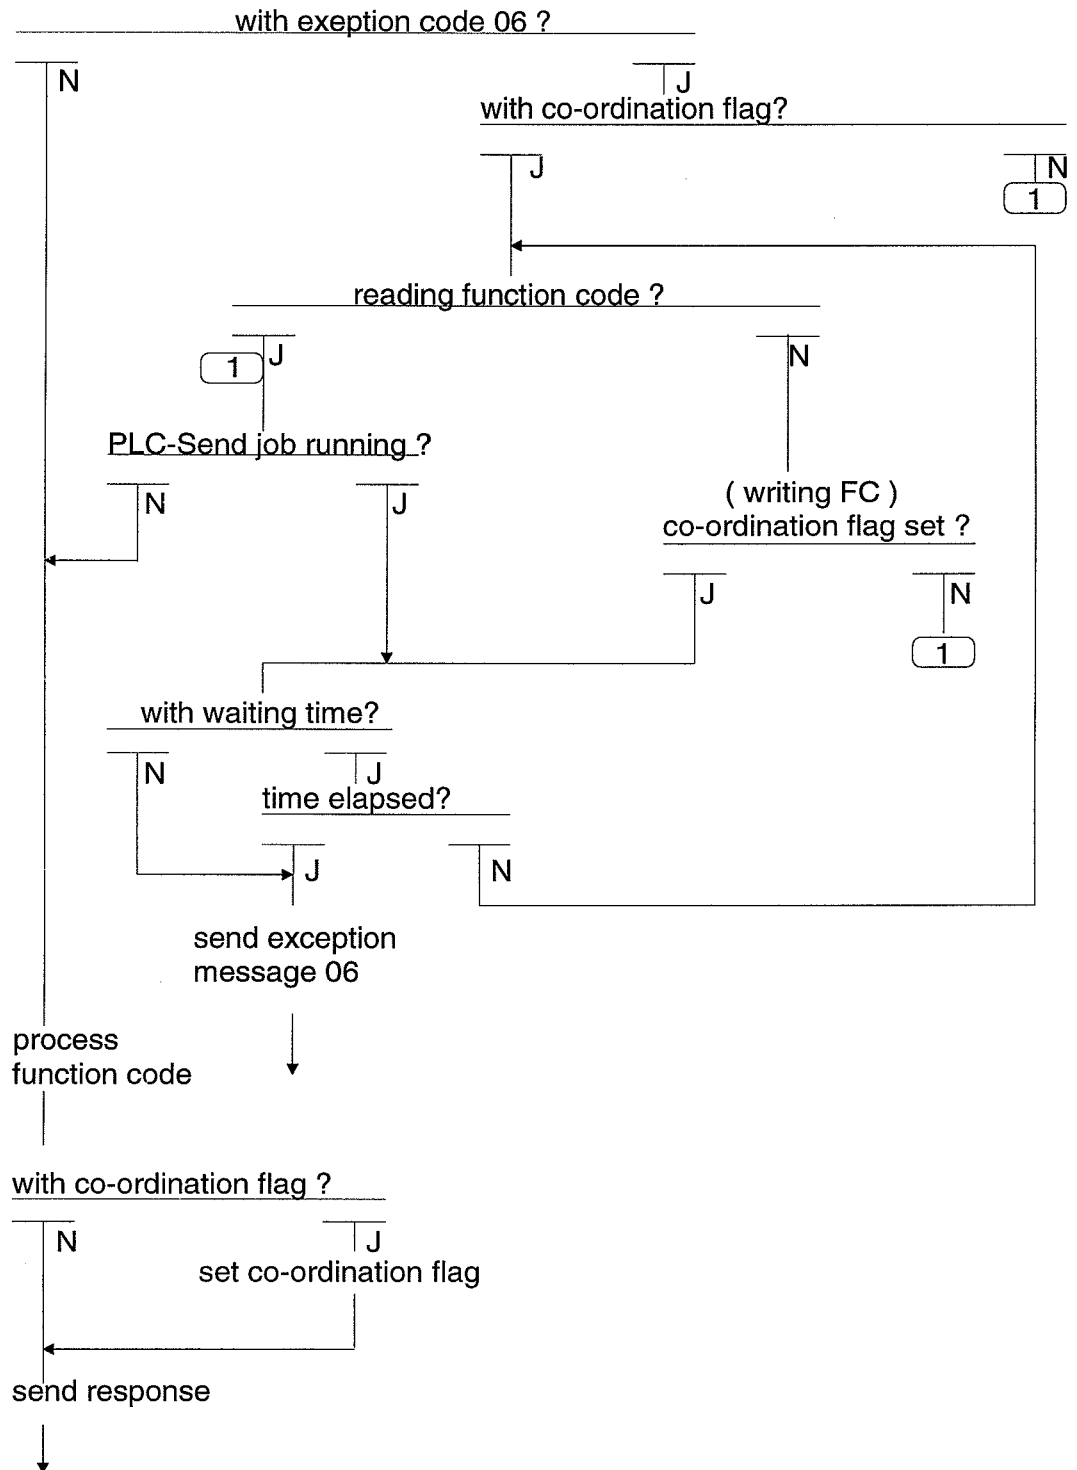 with exeption code 06 ?
N
J
with co-ordination flag?
J
N
1
reading function code ?
J
N
1
PLC-Send job running ?
N
J
( writing FC )
co-ordination flag set ?
J
N
1
with waiting time?
N
J
time elapsed?
J
N
send exception
message 06
process
function code
with co-ordination flag ?
N
J
set co-ordination flag
send response